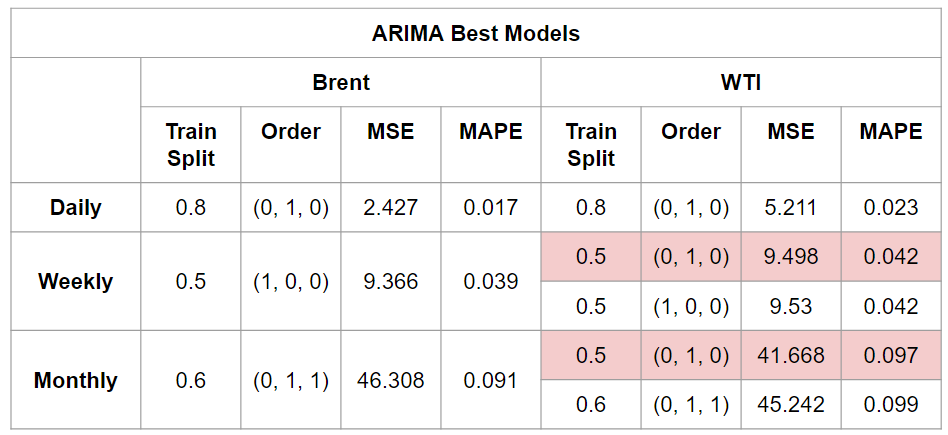 ARIMA Best Models
Brent WTI
Train Split Order MSE MAPE Train Split Order MSE MAPE
Daily 0.8 (0, 1, 0) 2.427 0.017 0.8 (0, 1, 0) 5.211 0.023
Weekly 0.5 (1, 0, 0) 9.366 0.039 0.5 (0, 1, 0) 9.498 0.042
0.5 (1, 0, 0) 9.53 0.042
Monthly 0.6 (0, 1, 1) 46.308 0.091 0.5 (0, 1, 0) 41.668 0.097
0.6 (0, 1, 1) 45.242 0.099